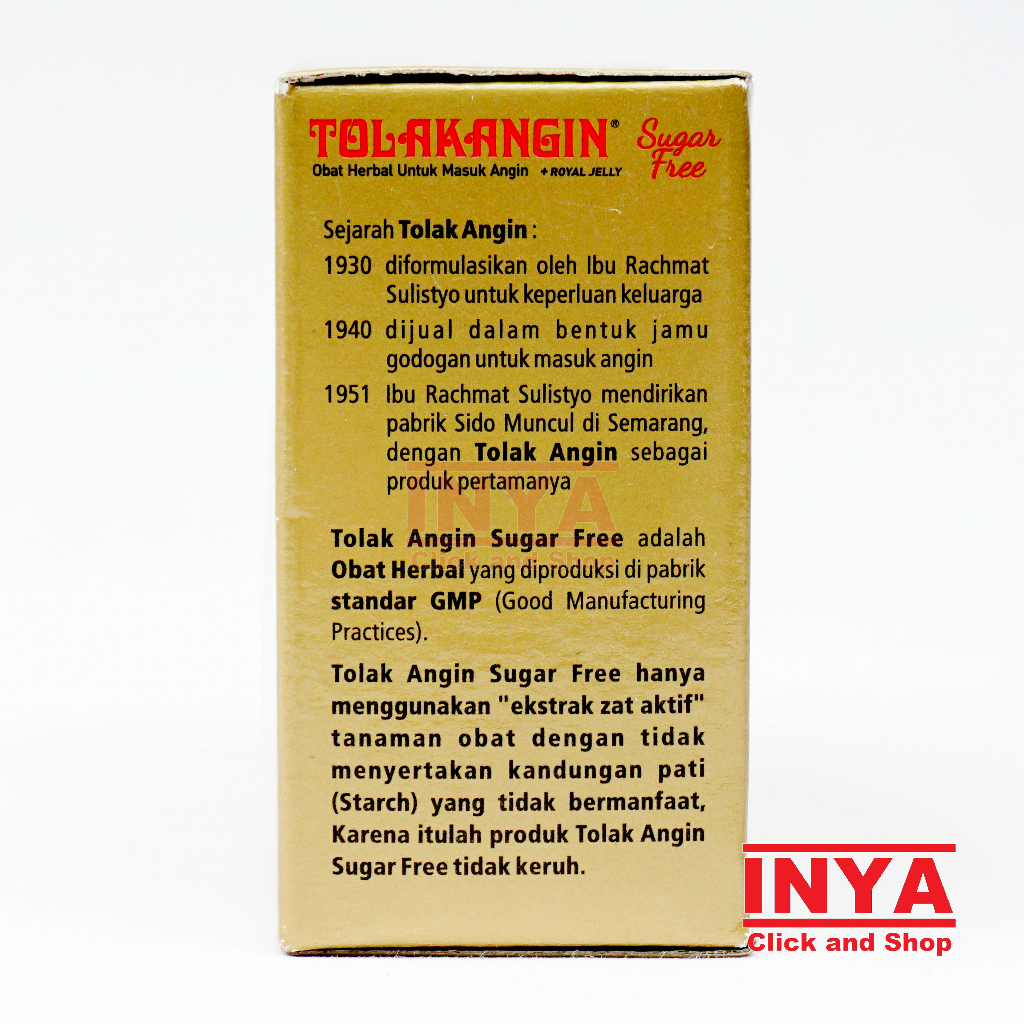 TOLAKANGIN®
Sugar
Free
Obat Herbal Untuk Masuk Angin + ROYAL JELLY
Sejarah Tolak Angin :
1930 diformulasikan oleh Ibu Rachmat
Sulistyo untuk keperluan keluarga
1940 dijual dalam bentuk jamu
godogan untuk masuk angin
1951 Ibu Rachmat Sulistyo mendirikan
pabrik Sido Muncul di Semarang,
dengan Tolak Angin sebagai
produk pertamanya
INYA
Click and Shop
Tolak Angin Sugar Free adalah
Obat Herbal yang diproduksi di pabrik
standar GMP (Good Manufacturing
Practices).
Tolak Angin Sugar Free hanya
menggunakan "ekstrak zat aktif"
tanaman obat dengan tidak
menyertakan kandungan pati
(Starch) yang tidak bermanfaat,
Karena itulah produk Tolak Angin
Sugar Free tidak keruh.
INYA
Click and Shop